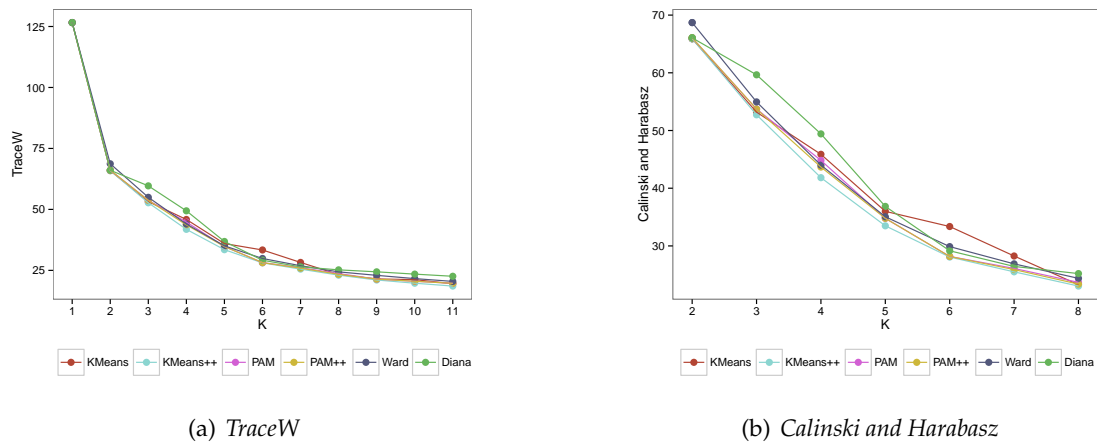 125
100
75
50
25
TraceW
1 2 3 4 5 6 7 8 9 10 11
K
KMeans KMeans++ PAM PAM++ Ward Diana
(a) TraceW
70
60
50
40
30
Calinski and Harabasz
2 3 4 5 6 7 8
K
KMeans KMeans++ PAM PAM++ Ward Diana
(b) Calinski and Harabasz